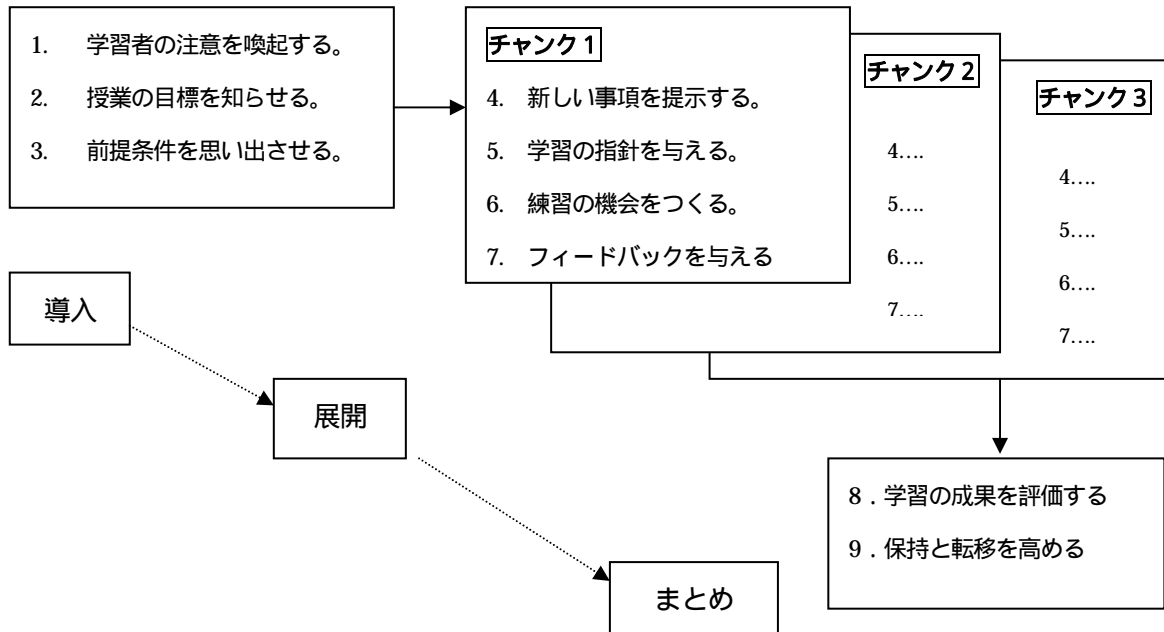 1. 学習者の注意を喚起する。
2. 授業の目標を知らせる。
3. 前提条件を思い出させる。
チャンク１
4. 新しい事項を提示する。
5. 学習の指針を与える。
6. 練習の機会をつくる。
7. フィードバックを与える
チャンク２
4….
5….
6….
7….
チャンク３
4….
5….
6….
7….
導入
展開
まとめ
８．学習の成果を評価する
９．保持と転移を高める